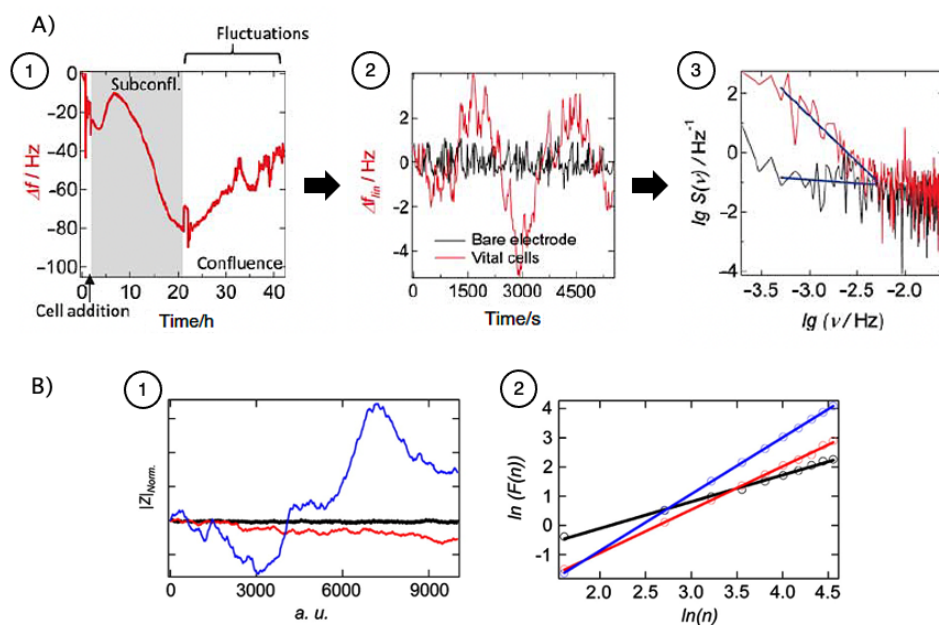 A)
Fluctuations
1
2
3
0
−20
−40
−60
−80
−100
Δf / Hz
Subconfl.
Confluence
0 10 20 30 40
Cell addition
Time/h
2
0
−2
−4
Δf lin / Hz
Bare electrode
Vital cells
0 1500 3000 4500
Time/s
2
0
−2
−4
lg S(ν) / Hz⁻¹
−3.5 −3.0 −2.5 −2.0
lg (ν / Hz)
B)
1
2
|Z|Norm.
0 3000 6000 9000
a. u.
4
3
2
1
0
-1
ln (F(n))
2.0 2.5 3.0 3.5 4.0 4.5
ln(n)